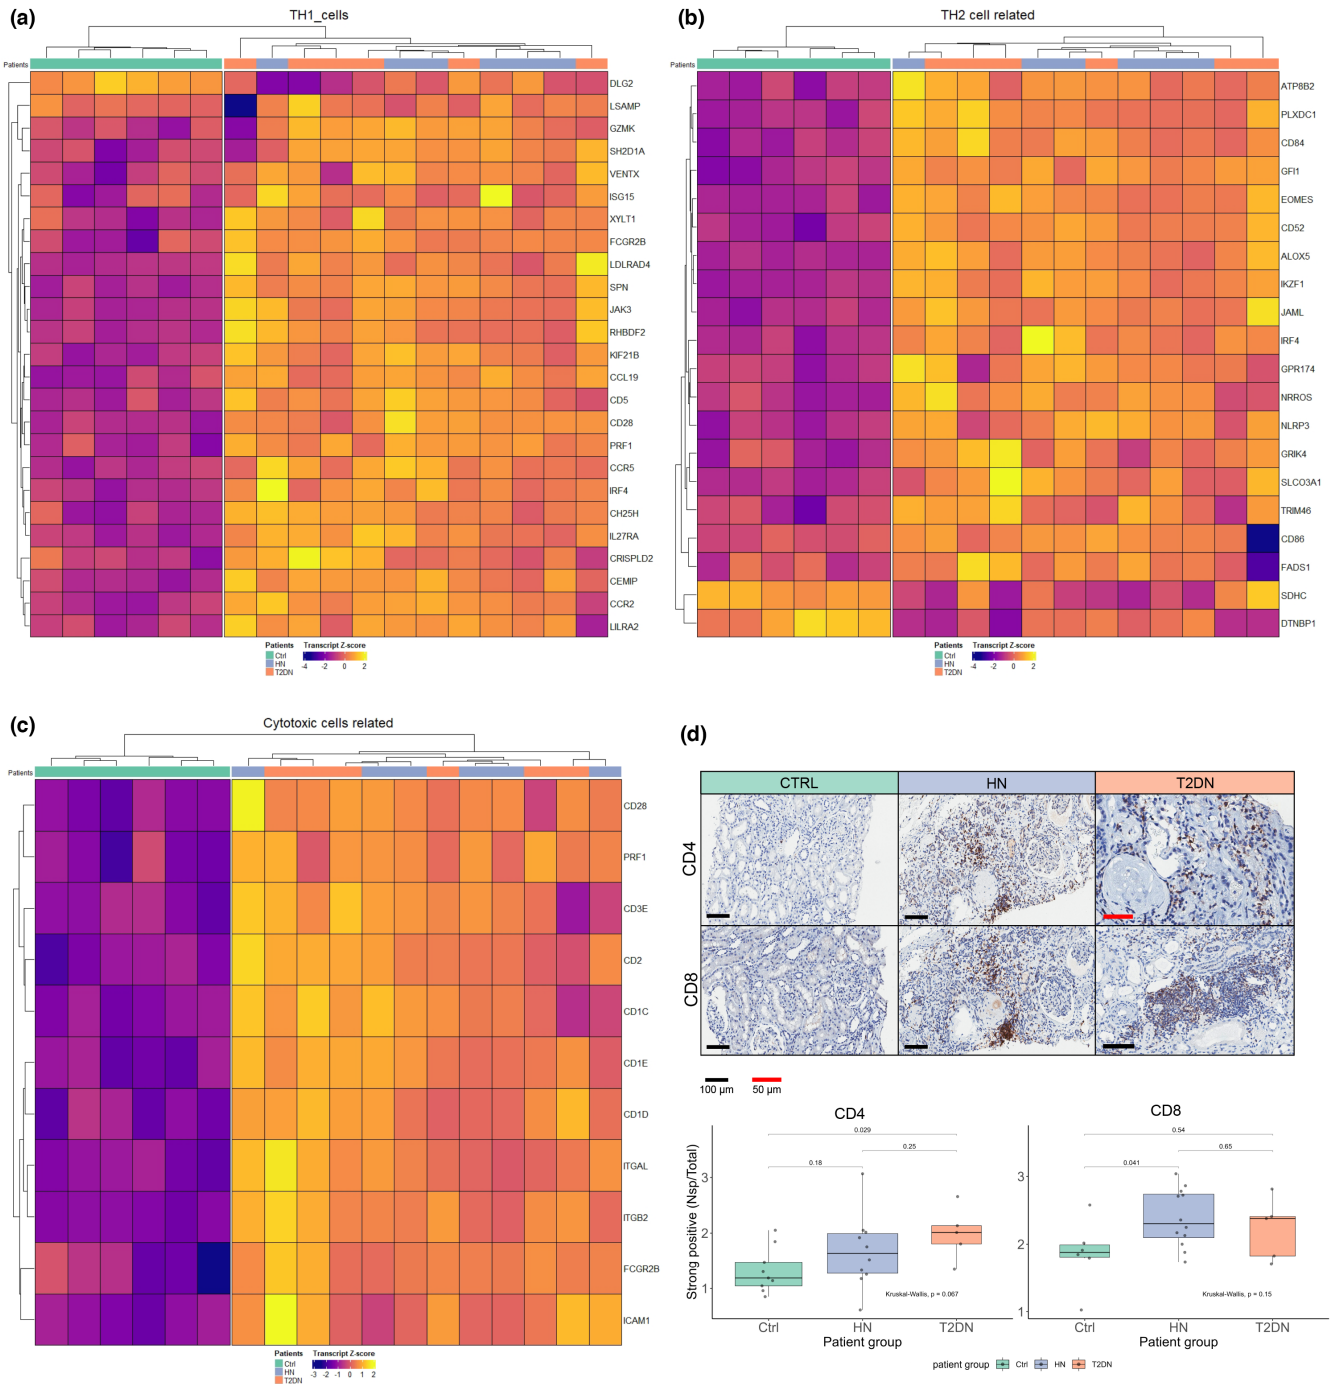 (a)
TH1_cells
Patients
DLG2
LSAMP
GZMK
SH2D1A
VENTX
ISG15
XYLT1
FCGR2B
LDLRAD4
SPN
JAK3
RHBDF2
KIF21B
CCL19
CD5
CD28
PRF1
CCR5
IRF4
CH25H
IL27RA
CRISPLD2
CEMIP
CCR2
LILRA2
Patients Transcript Z-score
Ctrl
HN
T2DN
-4 -2 0 2
(b)
TH2 cell related
Patients
ATP8B2
PLXDC1
CD84
GFI1
EOMES
CD52
ALOX5
IKZF1
JAML
IRF4
GPR174
NRROS
NLRP3
GRIK4
SLCO3A1
TRIM46
CD86
FADS1
SDHC
DTNBP1
Patients Transcript Z-score
Ctrl
HN
T2DN
-4 -2 0 2
(c)
Cytotoxic cells related
Patients
CD28
PRF1
CD3E
CD2
CD1C
CD1E
CD1D
ITGAL
ITGB2
FCGR2B
ICAM1
Patients Transcript Z-score
Ctrl
HN
T2DN
-3 -2 -1 0 1 2
(d)
CTRL HN T2DN
CD4
CD8
100 µm 50 µm
CD4
Strong positive (Nsp/Total)
3
2
1
0.029
0.25
0.18
Kruskal-Wallis, p = 0.067
Ctrl HN T2DN
Patient group
CD8
3
2
1
0.54
0.65
0.041
Kruskal-Wallis, p = 0.15
Ctrl HN T2DN
Patient group
patient group Ctrl HN T2DN